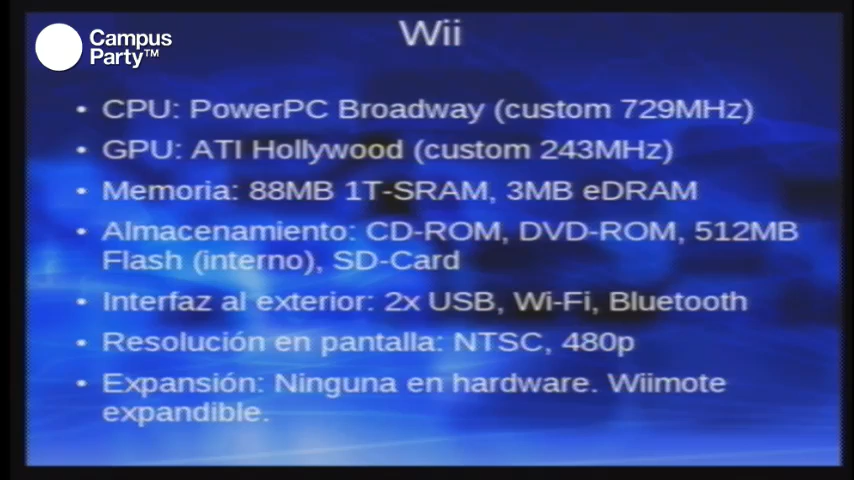 Wii
Campus
Party™
• CPU: PowerPC Broadway (custom 729MHz)
• GPU: ATI Hollywood (custom 243MHz)
• Memoria: 88MB 1T-SRAM, 3MB eDRAM
• Almacenamiento: CD-ROM, DVD-ROM, 512MB
Flash (interno), SD-Card
• Interfaz al exterior: 2x USB, Wi-Fi, Bluetooth
• Resolución en pantalla: NTSC, 480p
• Expansión: Ninguna en hardware. Wiimote
expandible.